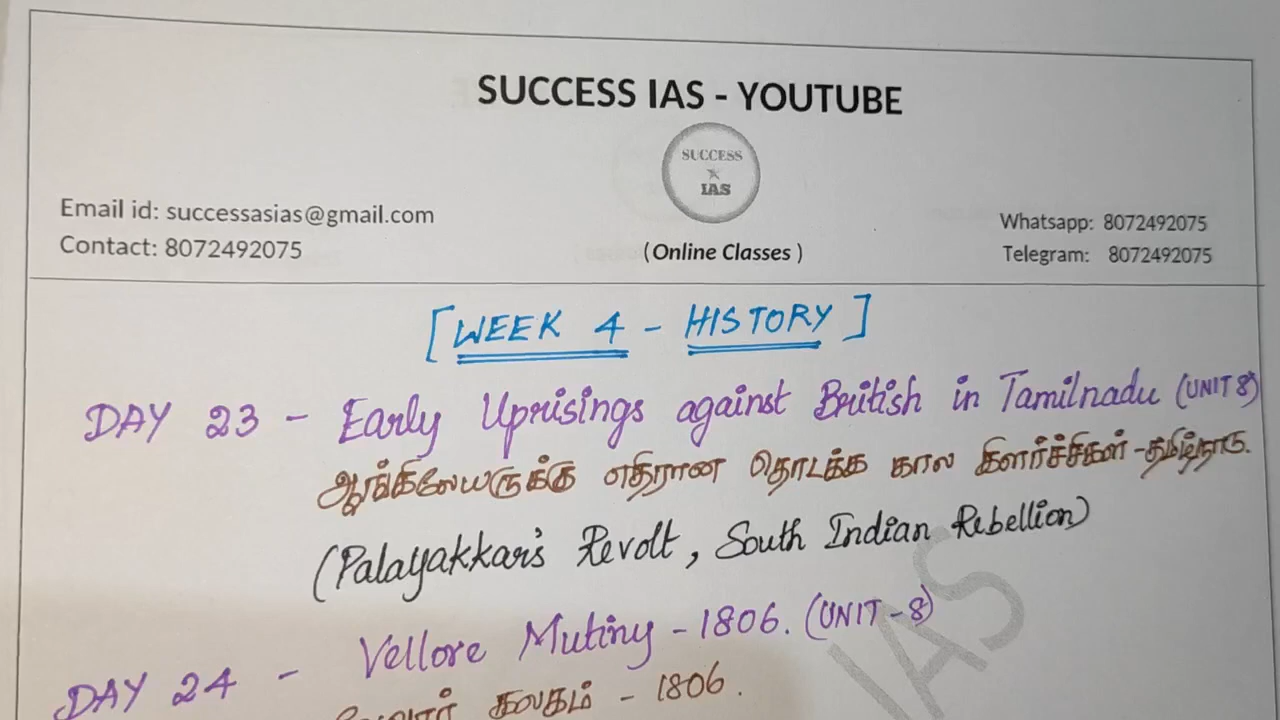 SUCCESS IAS - YOUTUBE
SUCCESS
IAS
Email id: successasias@gmail.com
Contact: 8072492075
(Online Classes)
Whatsapp: 8072492075
Telegram: 8072492075
[WEEK 4 - HISTORY]
DAY 23 - Early Uprisings against British in Tamilnadu (UNIT 8)
ஆங்கிலேயருக்கு எதிரான தொடக்க கால கிளர்ச்சிகள் - தமிழ்நாடு.
(Palayakkar's Revolt, South Indian Rebellion)
DAY 24 - Vellore Mutiny - 1806. (UNIT - 8)
வேலூர் கலகம் - 1806.
IAS